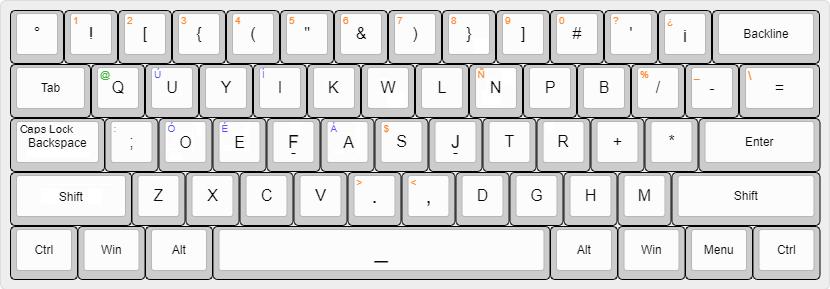 ° 1 ! 2 [ 3 { 4 ( 5 " 6 & 7 ) 8 } 9 ] 0 # ? ' ¿ ¡ Backline
Tab @ Q Ú U Y Í I K W L Ñ N P B % / _ - \ =
Caps Lock Backspace : ; Ó O É E F Á A $ S J T R + * Enter
Shift Z X C V > . < , D G H M Shift
Ctrl Win Alt _ Alt Win Menu Ctrl